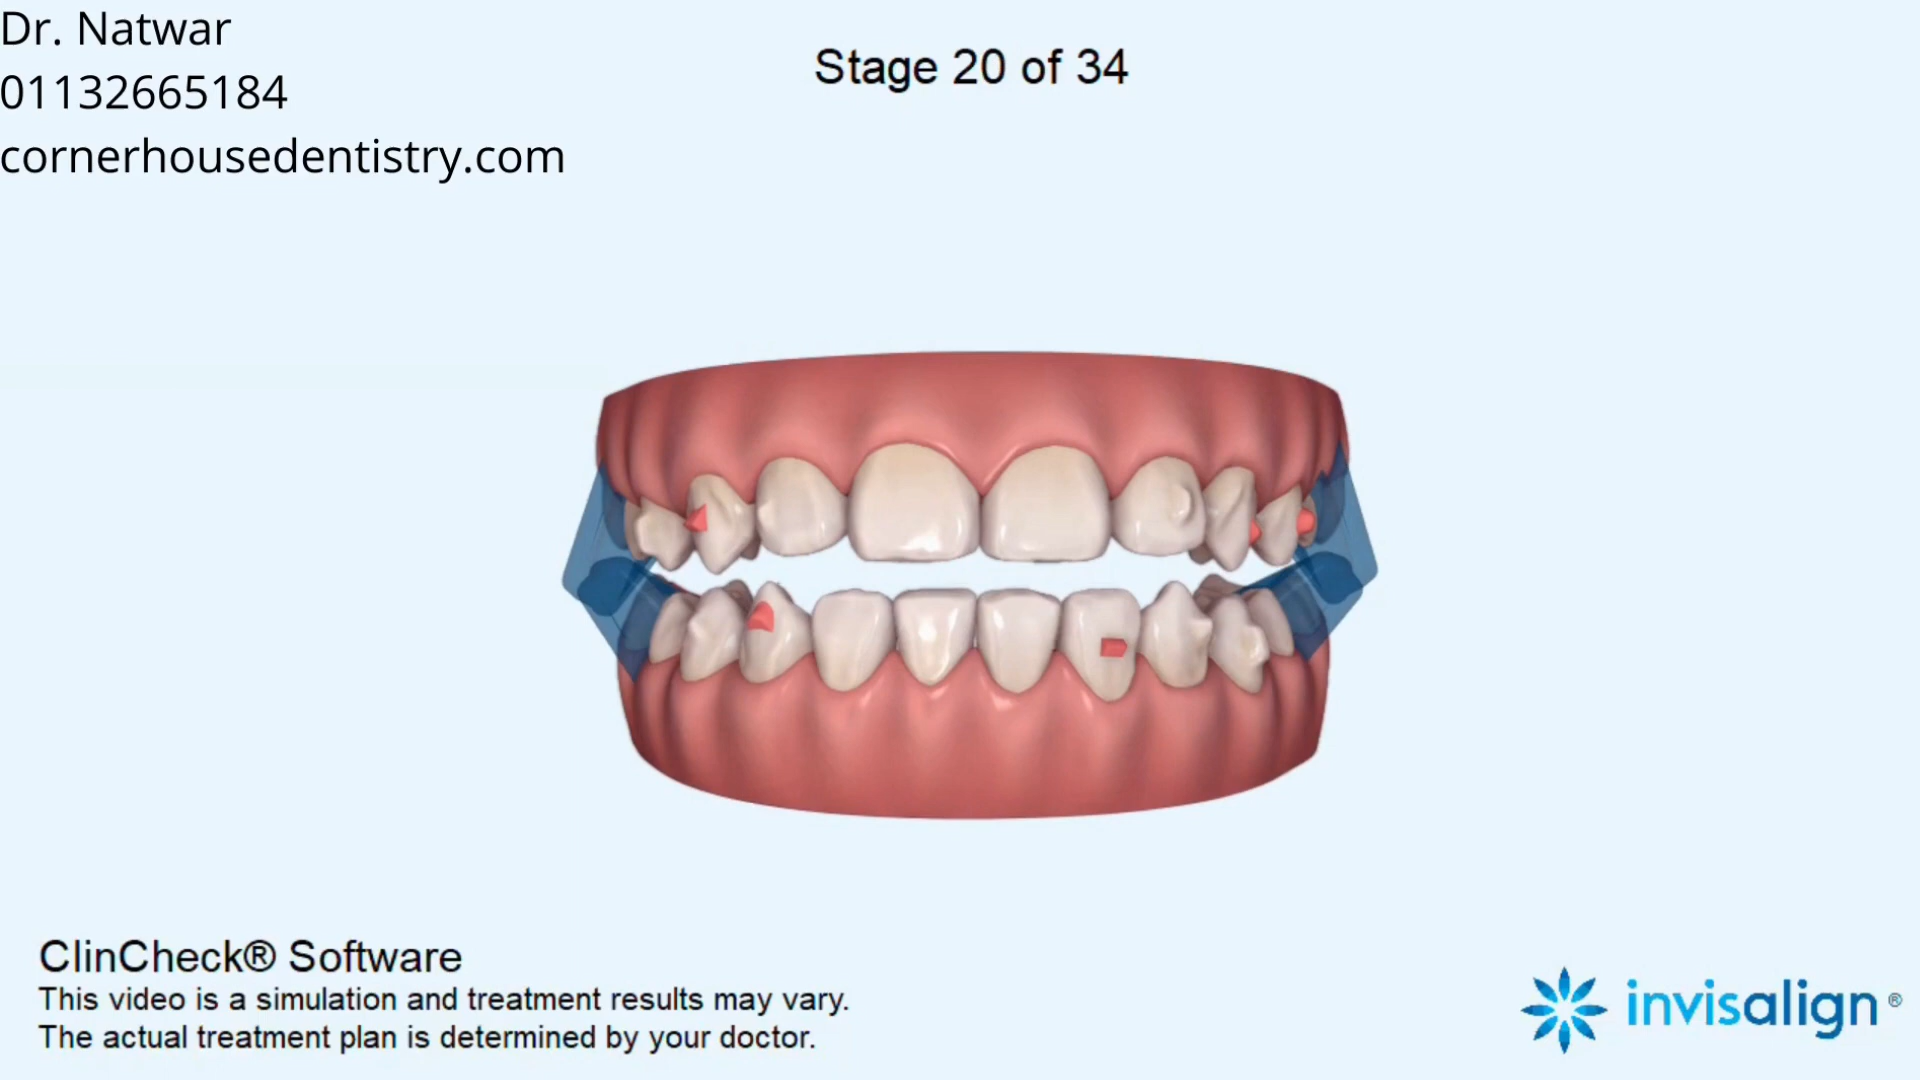 Dr. Natwar
01132665184
cornerhousedentistry.com
Stage 20 of 34
ClinCheck® Software
This video is a simulation and treatment results may vary.
The actual treatment plan is determined by your doctor.
invisalign®